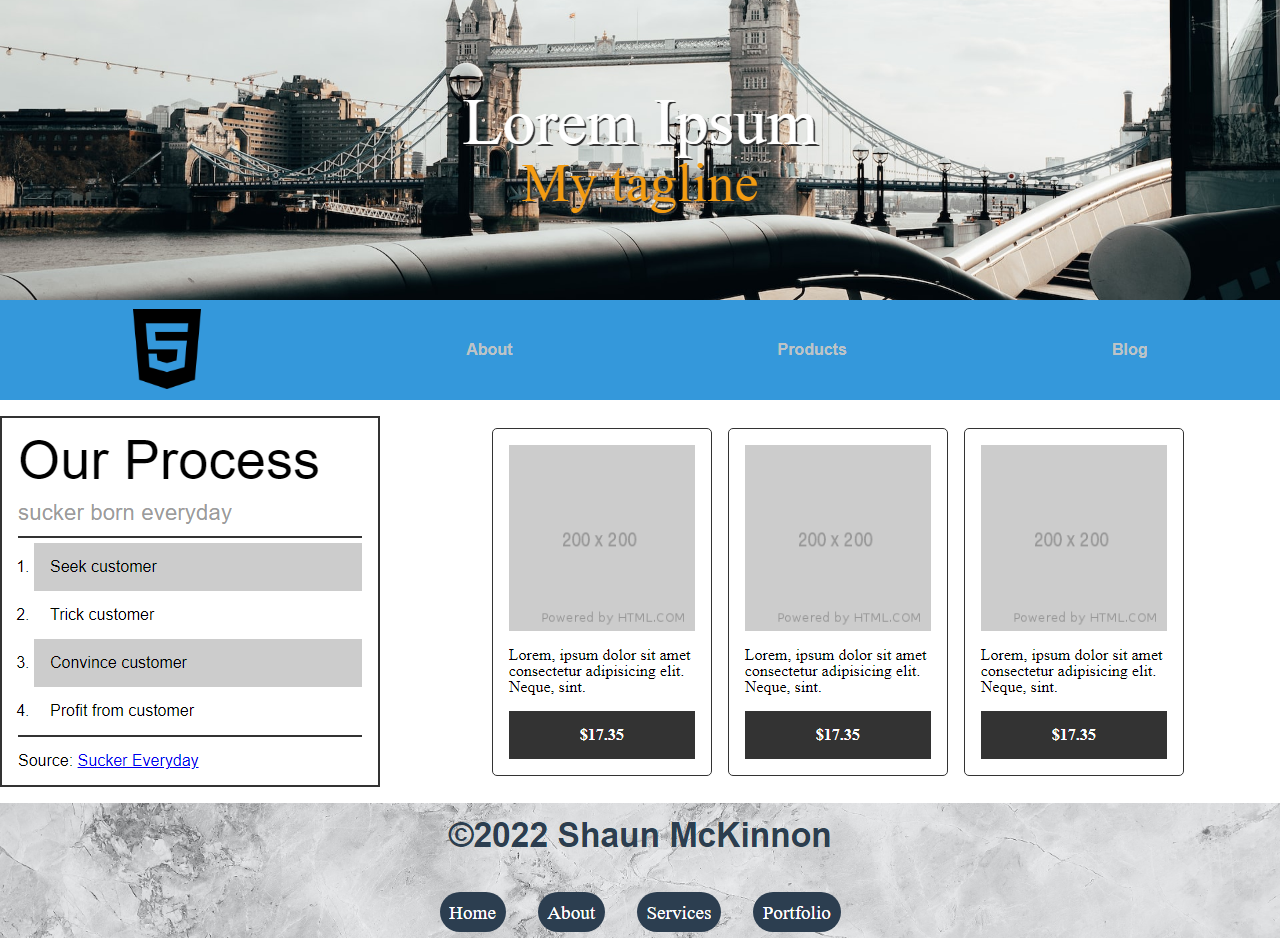 Lorem Ipsum
My tagline
5
About
Products
Blog
Our Process
sucker born everyday
1. Seek customer
2. Trick customer
3. Convince customer
4. Profit from customer
Source: Sucker Everyday
200 x 200
Powered by HTML.COM
Lorem, ipsum dolor sit amet
consectetur adipisicing elit.
Neque, sint.
$17.35
200 x 200
Powered by HTML.COM
Lorem, ipsum dolor sit amet
consectetur adipisicing elit.
Neque, sint.
$17.35
200 x 200
Powered by HTML.COM
Lorem, ipsum dolor sit amet
consectetur adipisicing elit.
Neque, sint.
$17.35
©2022 Shaun McKinnon
Home
About
Services
Portfolio